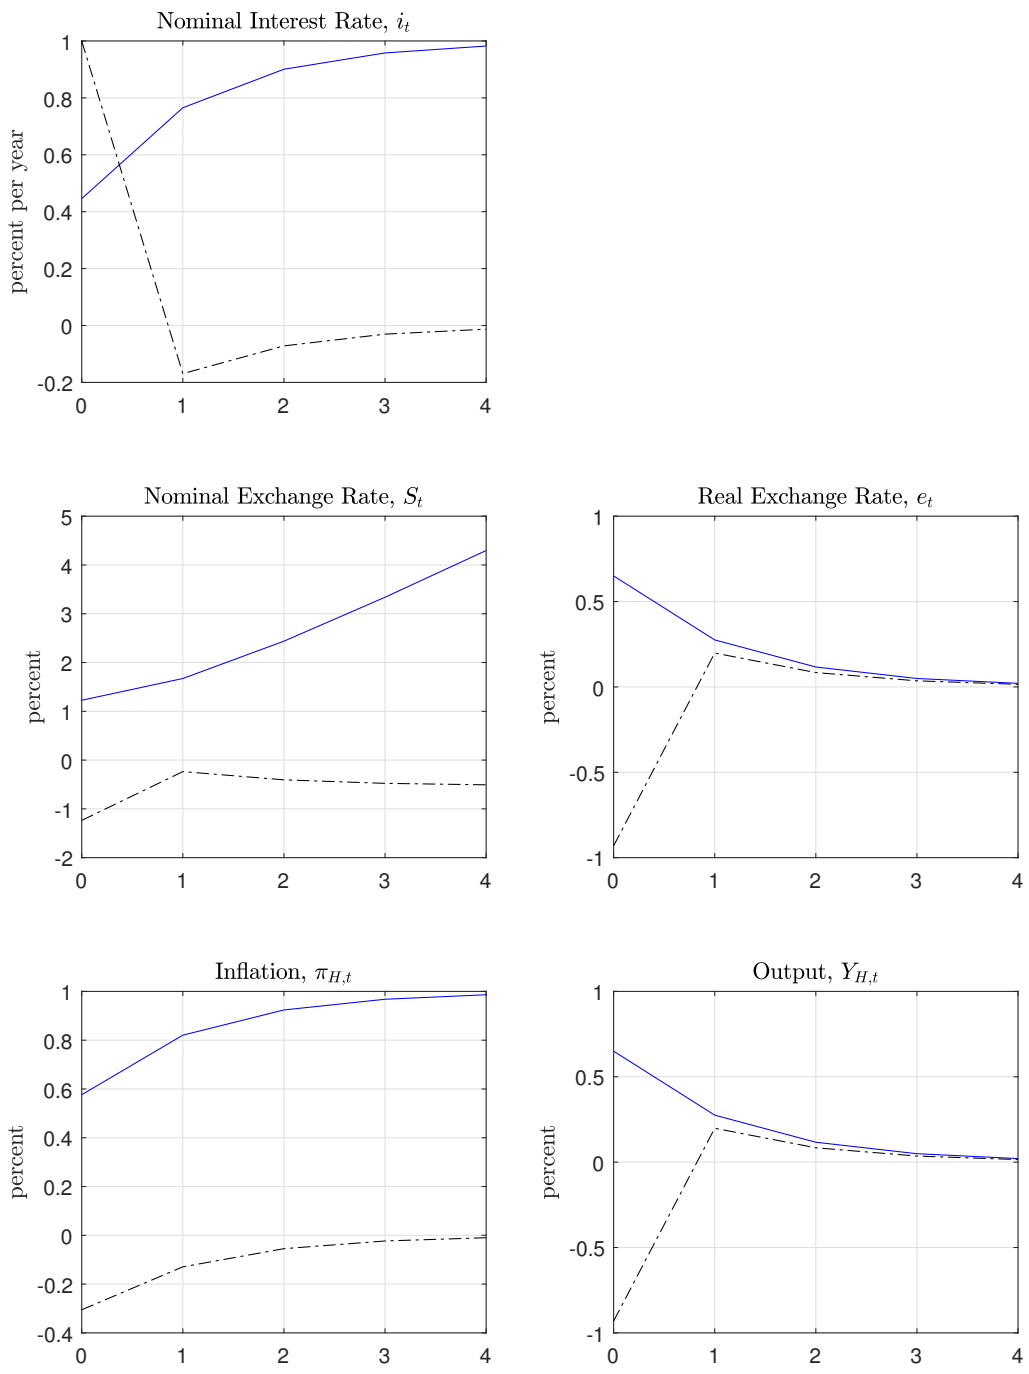 Nominal Interest Rate, i_t
percent per year
1
0.8
0.6
0.4
0.2
0
-0.2
0 1 2 3 4
Nominal Exchange Rate, S_t
percent
5
4
3
2
1
0
-1
-2
0 1 2 3 4
Real Exchange Rate, e_t
percent
1
0.5
0
-0.5
-1
0 1 2 3 4
Inflation, π_{H,t}
percent
1
0.8
0.6
0.4
0.2
0
-0.2
-0.4
0 1 2 3 4
Output, Y_{H,t}
percent
1
0.5
0
-0.5
-1
0 1 2 3 4